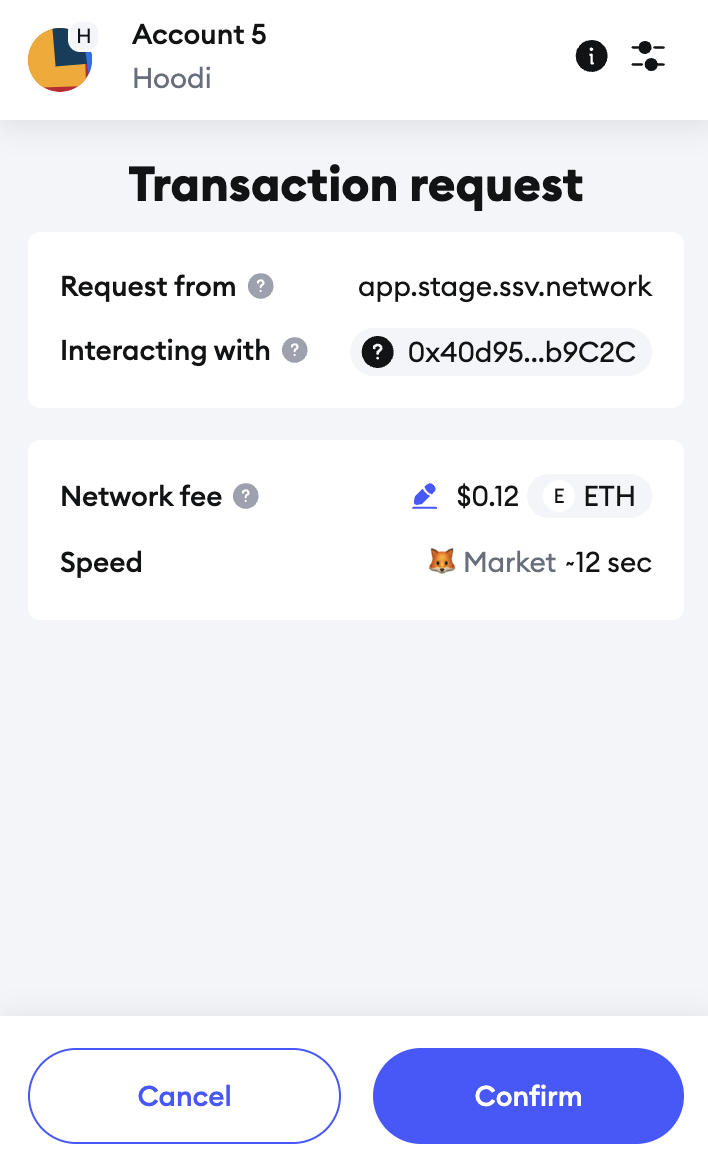 H
Account 5
Hoodi
i
Transaction request
Request from ? app.stage.ssv.network
Interacting with ? ? 0x40d95...b9C2C
Network fee ? $0.12 E ETH
Speed 🦊 Market ~12 sec
Cancel Confirm